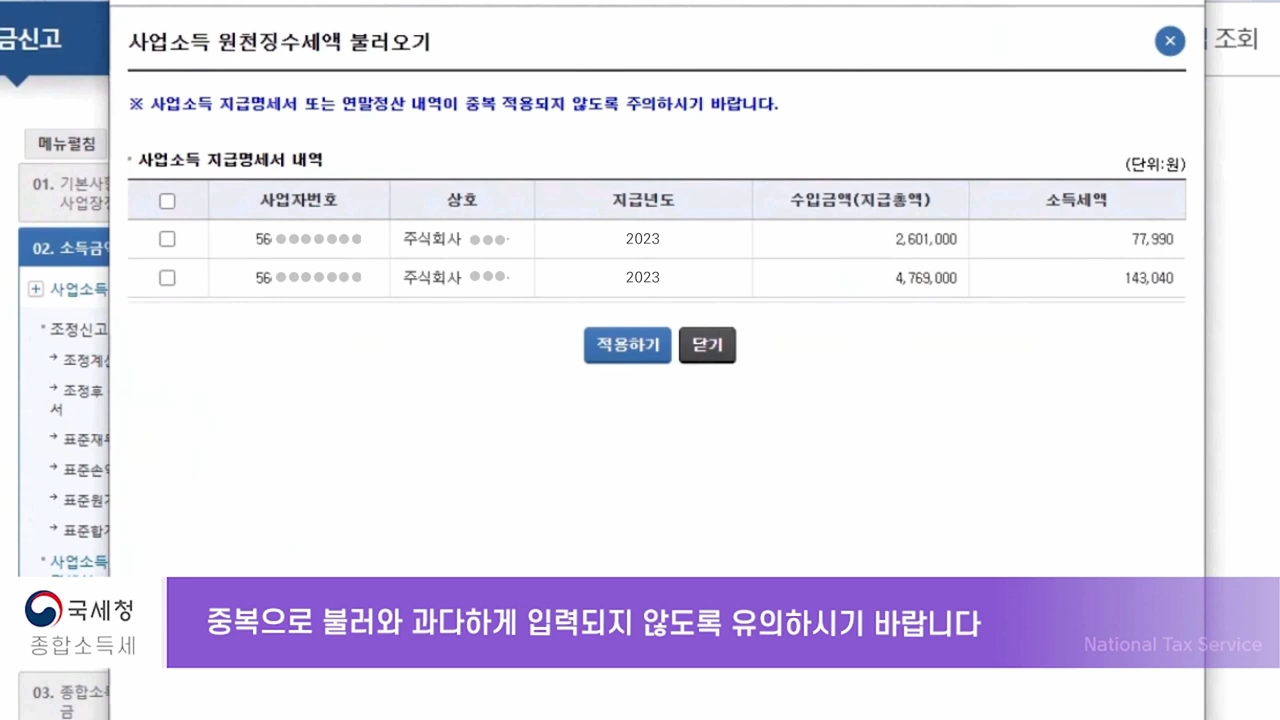 금신고
사업소득 원천징수세액 불러오기
조회
※ 사업소득 지급명세서 또는 연말정산 내역이 중복 적용되지 않도록 주의하시기 바랍니다.
메뉴펼침
사업소득 지급명세서 내역
(단위:원)
01. 기본사
사업장
사업자번호 상호 지급년도 수입금액(지급총액) 소득세액
56●●●●●●● 주식회사 ●●● 2023 2,601,000 77,990
56●●●●●●● 주식회사 ●●● 2023 4,769,000 143,040
02. 소득금
사업소득
조정신고
조정계
조정후
서
표준재
표준손
표준원
표준합
사업소득
적용하기 닫기
국세청
종합소득세
중복으로 불러와 과다하게 입력되지 않도록 유의하시기 바랍니다
National Tax Service
03. 종합소
금